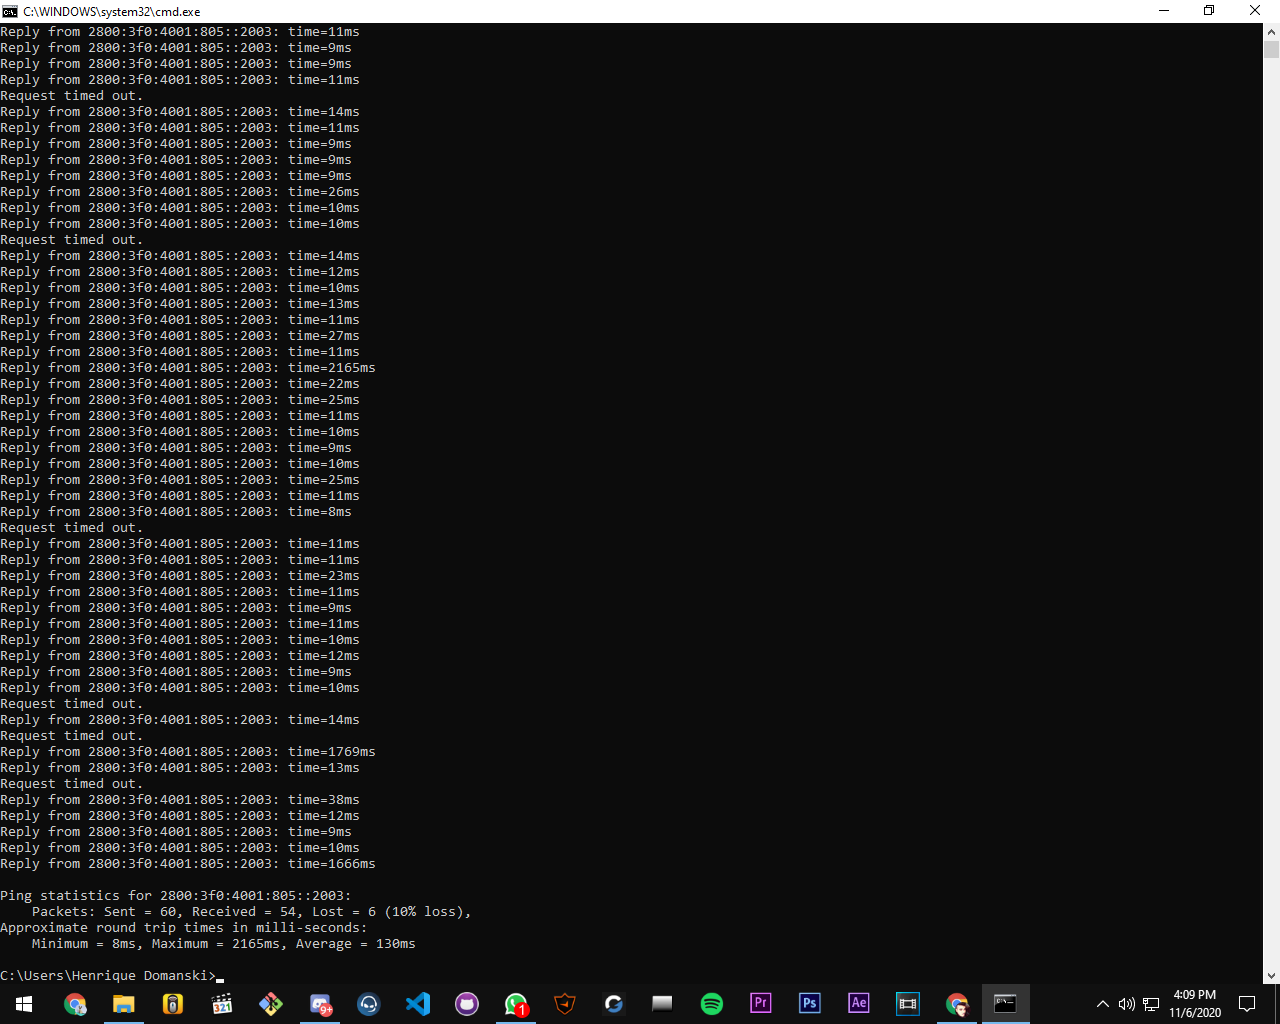 C:\WINDOWS\system32\cmd.exe
Reply from 2800:3f0:4001:805::2003: time=11ms
Reply from 2800:3f0:4001:805::2003: time=9ms
Reply from 2800:3f0:4001:805::2003: time=9ms
Reply from 2800:3f0:4001:805::2003: time=11ms
Request timed out.
Reply from 2800:3f0:4001:805::2003: time=14ms
Reply from 2800:3f0:4001:805::2003: time=11ms
Reply from 2800:3f0:4001:805::2003: time=9ms
Reply from 2800:3f0:4001:805::2003: time=9ms
Reply from 2800:3f0:4001:805::2003: time=9ms
Reply from 2800:3f0:4001:805::2003: time=26ms
Reply from 2800:3f0:4001:805::2003: time=10ms
Reply from 2800:3f0:4001:805::2003: time=10ms
Request timed out.
Reply from 2800:3f0:4001:805::2003: time=14ms
Reply from 2800:3f0:4001:805::2003: time=12ms
Reply from 2800:3f0:4001:805::2003: time=10ms
Reply from 2800:3f0:4001:805::2003: time=13ms
Reply from 2800:3f0:4001:805::2003: time=11ms
Reply from 2800:3f0:4001:805::2003: time=27ms
Reply from 2800:3f0:4001:805::2003: time=11ms
Reply from 2800:3f0:4001:805::2003: time=2165ms
Reply from 2800:3f0:4001:805::2003: time=22ms
Reply from 2800:3f0:4001:805::2003: time=25ms
Reply from 2800:3f0:4001:805::2003: time=11ms
Reply from 2800:3f0:4001:805::2003: time=10ms
Reply from 2800:3f0:4001:805::2003: time=9ms
Reply from 2800:3f0:4001:805::2003: time=10ms
Reply from 2800:3f0:4001:805::2003: time=25ms
Reply from 2800:3f0:4001:805::2003: time=11ms
Reply from 2800:3f0:4001:805::2003: time=8ms
Request timed out.
Reply from 2800:3f0:4001:805::2003: time=11ms
Reply from 2800:3f0:4001:805::2003: time=11ms
Reply from 2800:3f0:4001:805::2003: time=23ms
Reply from 2800:3f0:4001:805::2003: time=11ms
Reply from 2800:3f0:4001:805::2003: time=9ms
Reply from 2800:3f0:4001:805::2003: time=11ms
Reply from 2800:3f0:4001:805::2003: time=10ms
Reply from 2800:3f0:4001:805::2003: time=12ms
Reply from 2800:3f0:4001:805::2003: time=9ms
Reply from 2800:3f0:4001:805::2003: time=10ms
Request timed out.
Reply from 2800:3f0:4001:805::2003: time=14ms
Request timed out.
Reply from 2800:3f0:4001:805::2003: time=1769ms
Reply from 2800:3f0:4001:805::2003: time=13ms
Request timed out.
Reply from 2800:3f0:4001:805::2003: time=38ms
Reply from 2800:3f0:4001:805::2003: time=12ms
Reply from 2800:3f0:4001:805::2003: time=9ms
Reply from 2800:3f0:4001:805::2003: time=10ms
Reply from 2800:3f0:4001:805::2003: time=1666ms
Ping statistics for 2800:3f0:4001:805::2003:
Packets: Sent = 60, Received = 54, Lost = 6 (10% loss),
Approximate round trip times in milli-seconds:
Minimum = 8ms, Maximum = 2165ms, Average = 130ms
C:\Users\Henrique Domanski>
321
9+
1
Pr
Ps
Ae
4:09 PM
11/6/2020